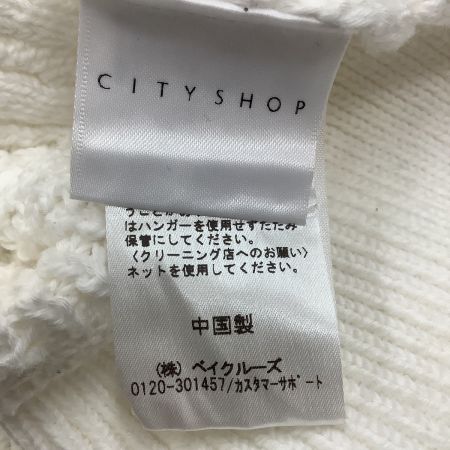 CITYSHOP
はハンガーを使用せずたたみ
保管にしてください。
〈クリーニング店へのお願い〉
ネットを使用してください。
中国製
(株) ベイクルーズ
0120-301457/カスタマーサポート